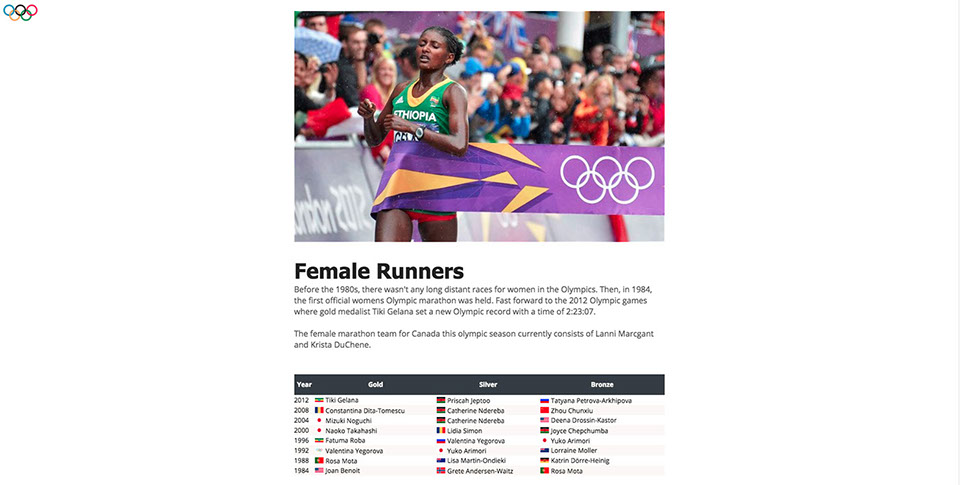 ETHIOPIA
GELA
Female Runners
Before the 1980s, there wasn't any long distant races for women in the Olympics. Then, in 1984,
the first official womens Olympic marathon was held. Fast forward to the 2012 Olympic games
where gold medalist Tiki Gelana set a new Olympic record with a time of 2:23:07.
The female marathon team for Canada this olympic season currently consists of Lanni Marcgant
and Krista DuChene.
Year Gold Silver Bronze
2012 Tiki Gelana Priscah Jeptoo Tatyana Petrova-Arkhipova
2008 Constantina Dita-Tomescu Catherine Ndereba Zhou Chunxiu
2004 Mizuki Noguchi Catherine Ndereba Deena Drossin-Kastor
2000 Naoko Takahashi Lidia Simon Joyce Chepchumba
1996 Fatuma Roba Valentina Yegorova Yuko Arimori
1992 Valentina Yegorova Yuko Arimori Lorraine Moller
1988 Rosa Mota Lisa Martin-Ondieki Katrin Dörre-Heinig
1984 Joan Benoit Grete Andersen-Waitz Rosa Mota